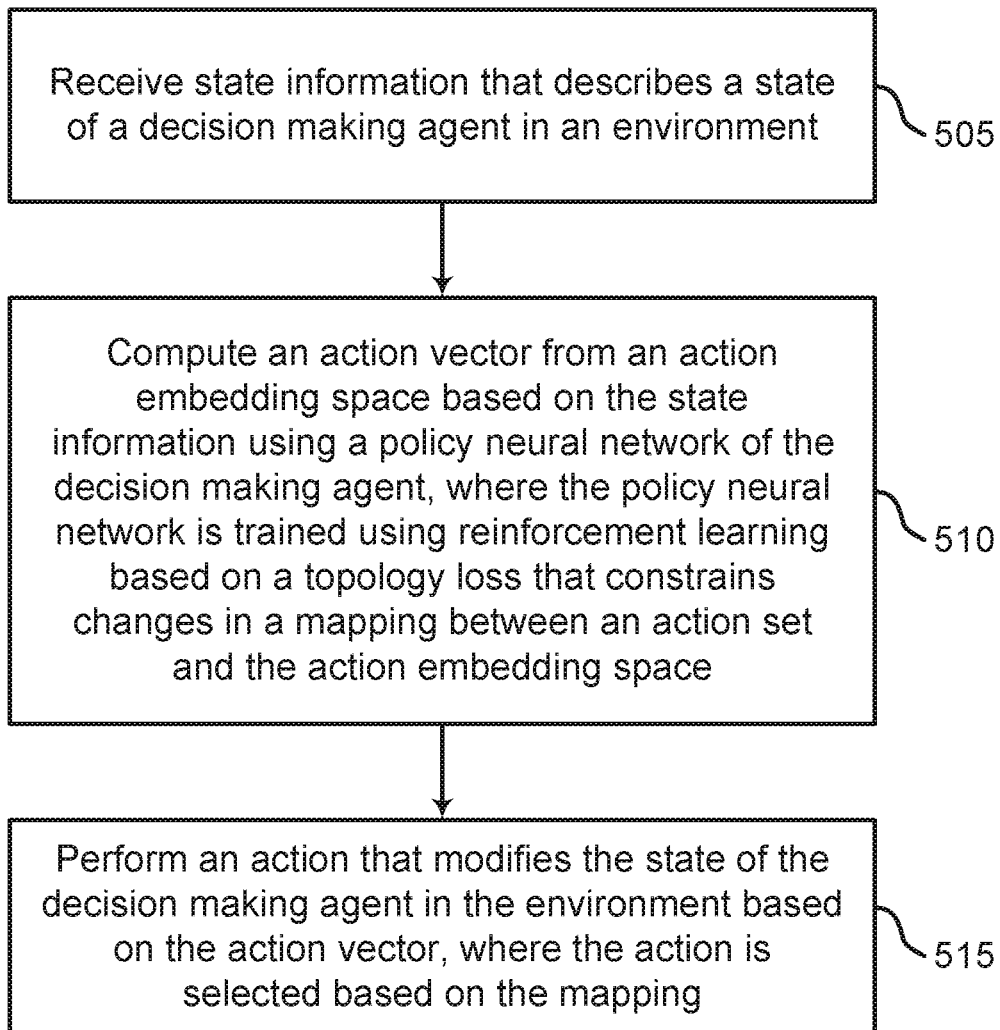 Receive state information that describes a state
of a decision making agent in an environment
505
Compute an action vector from an action
embedding space based on the state
information using a policy neural network of the
decision making agent, where the policy neural
network is trained using reinforcement learning
based on a topology loss that constrains
changes in a mapping between an action set
and the action embedding space
510
Perform an action that modifies the state of the
decision making agent in the environment based
on the action vector, where the action is
selected based on the mapping
515